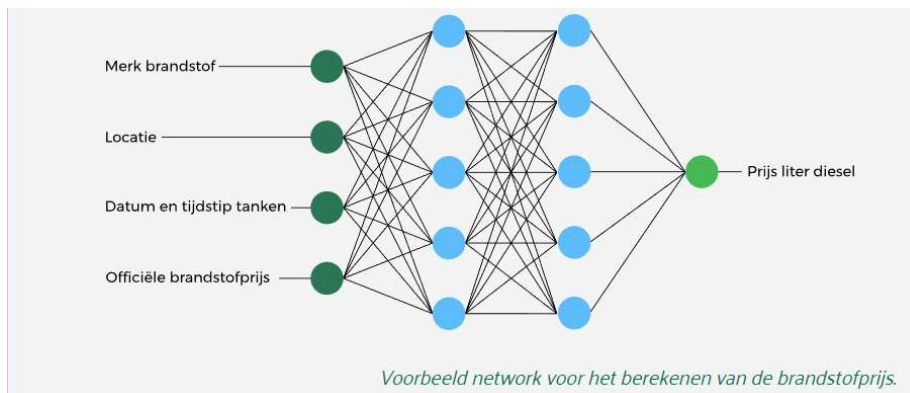 Merk brandstof
Locatie
Datum en tijdstip tanken
Officiële brandstofprijs
Prijs liter diesel
Voorbeeld network voor het berekenen van de brandstofprijs.